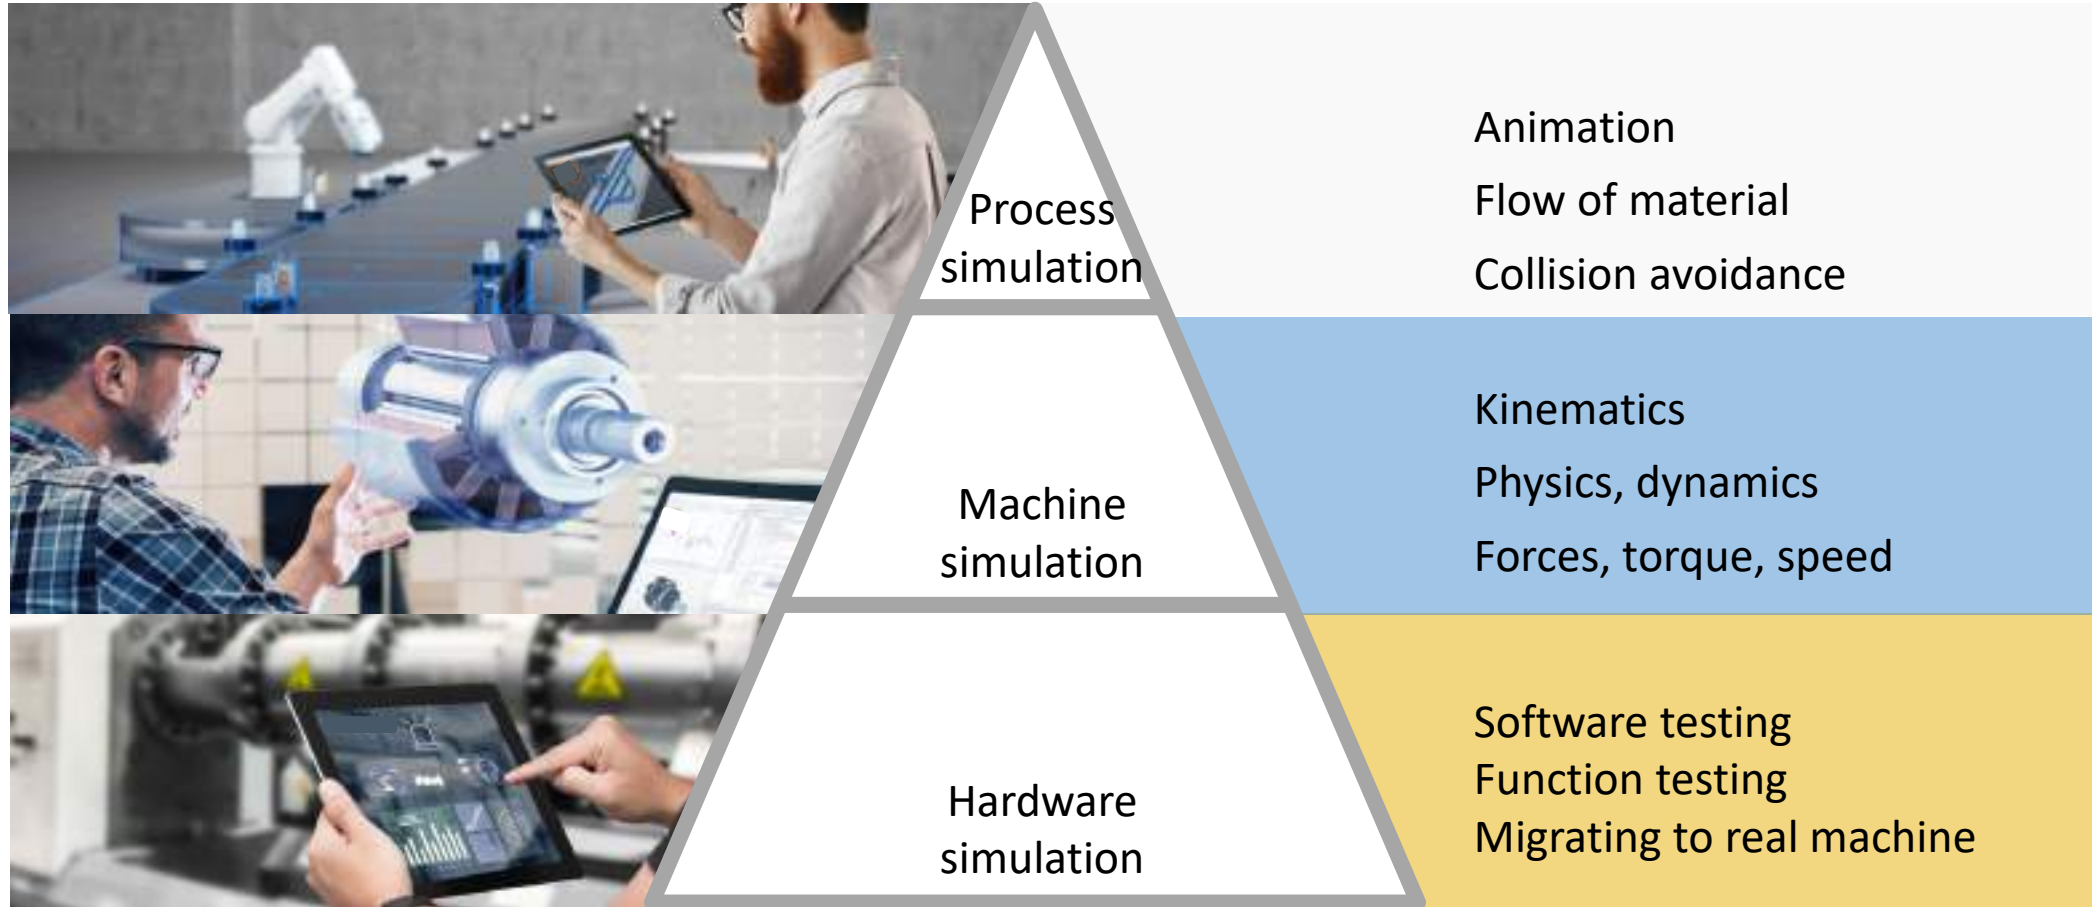 Process
simulation
Animation
Flow of material
Collision avoidance
Machine
simulation
Kinematics
Physics, dynamics
Forces, torque, speed
Hardware
simulation
Software testing
Function testing
Migrating to real machine